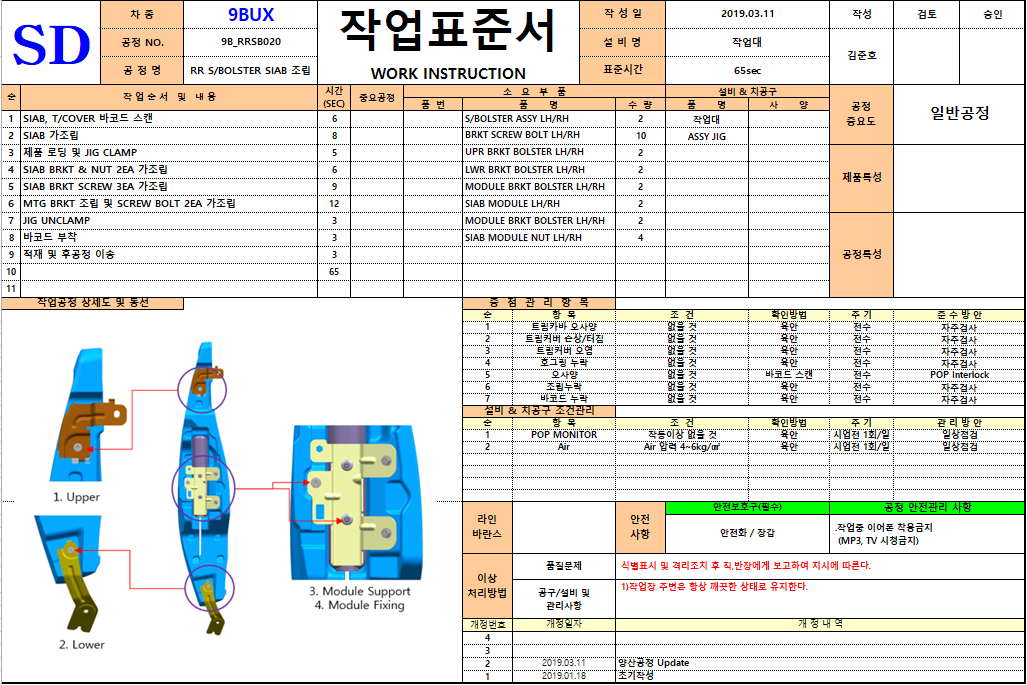 SD
차 종 9BUX
공정 NO. 9B_RRSB020
공 정 명 RR S/BOLSTER SIAB 조립
작업표준서
WORK INSTRUCTION
작 성 일 2019.03.11
설 비 명 작업대
표준시간 65sec
작성 검토 승인
김준호
순 작 업 순 서 및 내 용 시간 (SEC) 중요공정 소 요 부 품 설비 & 치공구
품 번 품 명 수 량 품 명 사 양
1 SIAB, T/COVER 바코드 스캔 6 S/BOLSTER ASSY LH/RH 2 작업대
2 SIAB 가조립 8 BRKT SCREW BOLT LH/RH 10 ASSY JIG
3 제품 로딩 및 JIG CLAMP 5 UPR BRKT BOLSTER LH/RH 2
4 SIAB BRKT & NUT 2EA 가조립 6 LWR BRKT BOLSTER LH/RH 2
5 SIAB BRKT SCREW 3EA 가조립 9 MODULE BRKT BOLSTER LH/RH 2
6 MTG BRKT 조립 및 SCREW BOLT 2EA 가조립 12 SIAB MODULE LH/RH 2
7 JIG UNCLAMP 3 MODULE BRKT BOLSTER LH/RH 2
8 바코드 부착 3 SIAB MODULE NUT LH/RH 4
9 적재 및 후공정 이송 3
10 65
11
공정 중요도 일반공정
제품특성
공정특성
작업공정 상세도 및 동선
1. Upper
2. Lower
3. Module Support
4. Module Fixing
중 점 관 리 항 목
순 항 목 조 건 확인방법 주 기 준 수 방 안
1 트림카바 오사양 없을 것 육안 전수 자주검사
2 트림커버 손상/터짐 없을 것 육안 전수 자주검사
3 트림커버 오염 없을 것 육안 전수 자주검사
4 호그링 누락 없을 것 육안 전수 자주검사
5 오사양 없을 것 바코드 스캔 전수 POP Interlock
6 조립누락 없을 것 육안 전수 자주검사
7 바코드 누락 없을 것 육안 전수 자주검사
설비 & 치공구 조건관리
순 항 목 조 건 확인방법 주 기 관 리 방 안
1 POP MONITOR 작동이상 없을 것 육안 시업전 1회/일 일상점검
2 Air Air 압력 4~6kg/㎠ 육안 시업전 1회/일 일상점검
라인 바란스
안전 사항
안전보호구(필수) 공정 안전관리 사항
안전화 / 장갑
.작업중 이어폰 착용금지
(MP3, TV 시청금지)
이상 처리방법
품질문제 식별표시 및 격리조치 후 직,반장에게 보고하여 지시에 따른다.
공구/설비 및 관리사항 1)작업장 주변은 항상 깨끗한 상태로 유지한다.
개정번호 개정일자 개 정 내 역
4
3
2 2019.03.11 양산공정 Update
1 2019.01.18 초기작성